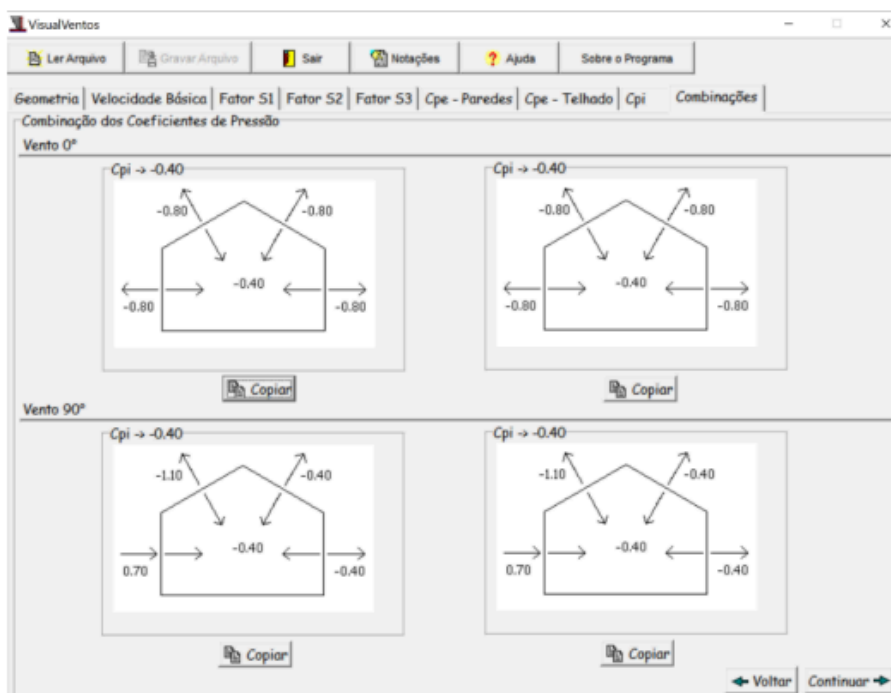 VisualVentos
Ler Arquivo Gravar Arquivo Sair Notações Ajuda Sobre o Programa
Geometria Velocidade Básica Fator S1 Fator S2 Fator S3 Cpe - Paredes Cpe - Telhado Cpi Combinações
Combinação dos Coeficientes de Pressão
Vento 0°
Cpi -> -0.40 Cpi -> -0.40
-0.80 -0.80 -0.80 -0.80
-0.40 -0.40
-0.80 -0.80 -0.80 -0.80
Copiar Copiar
Vento 90°
Cpi -> -0.40 Cpi -> -0.40
-1.10 -0.40 -1.10 -0.40
-0.40 -0.40
0.70 -0.40 0.70 -0.40
Copiar Copiar
Voltar Continuar